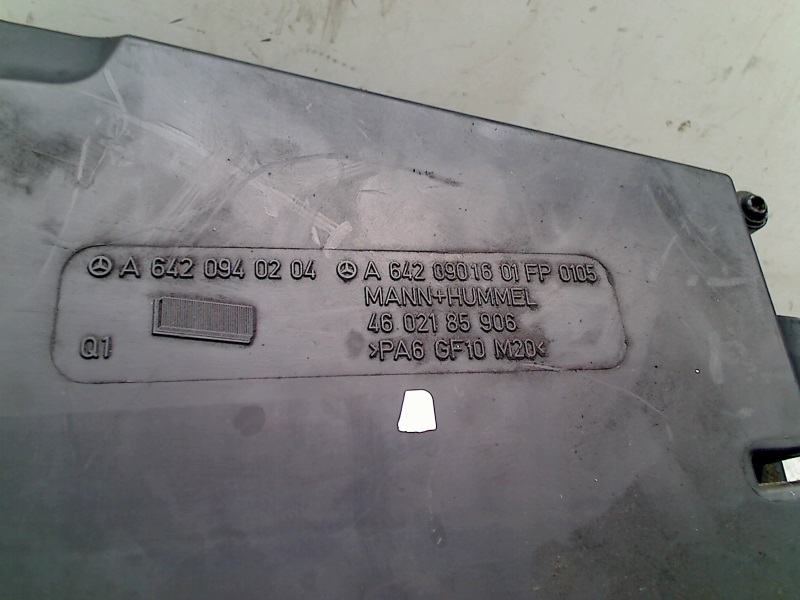 A 642 094 02 04
A 642 090 16 01 FP 0105
MANN+HUMMEL
46 021 85 906
Q1
>PA6 GF10 M20<